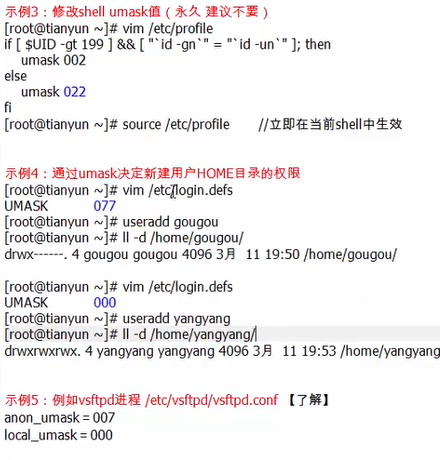 示例3：修改shell umask值（永久 建议不要）
[root@tianyun ~]# vim /etc/profile
if [ $UID -gt 199 ] && [ "`id -gn`" = "`id -un`" ]; then
umask 002
else
umask 022
fi
[root@tianyun ~]# source /etc/profile //立即在当前shell中生效
示例4：通过umask决定新建用户HOME目录的权限
[root@tianyun ~]# vim /etc/login.defs
UMASK 077
[root@tianyun ~]# useradd gougou
[root@tianyun ~]# ll -d /home/gougou/
drwx------. 4 gougou gougou 4096 3月 11 19:50 /home/gougou/
[root@tianyun ~]# vim /etc/login.defs
UMASK 000
[root@tianyun ~]# useradd yangyang
[root@tianyun ~]# ll -d /home/yangyang/
drwxrwxrwx. 4 yangyang yangyang 4096 3月 11 19:53 /home/yangyang
示例5：例如vsftpd进程 /etc/vsftpd/vsftpd.conf 【了解】
anon_umask=007
local_umask=000